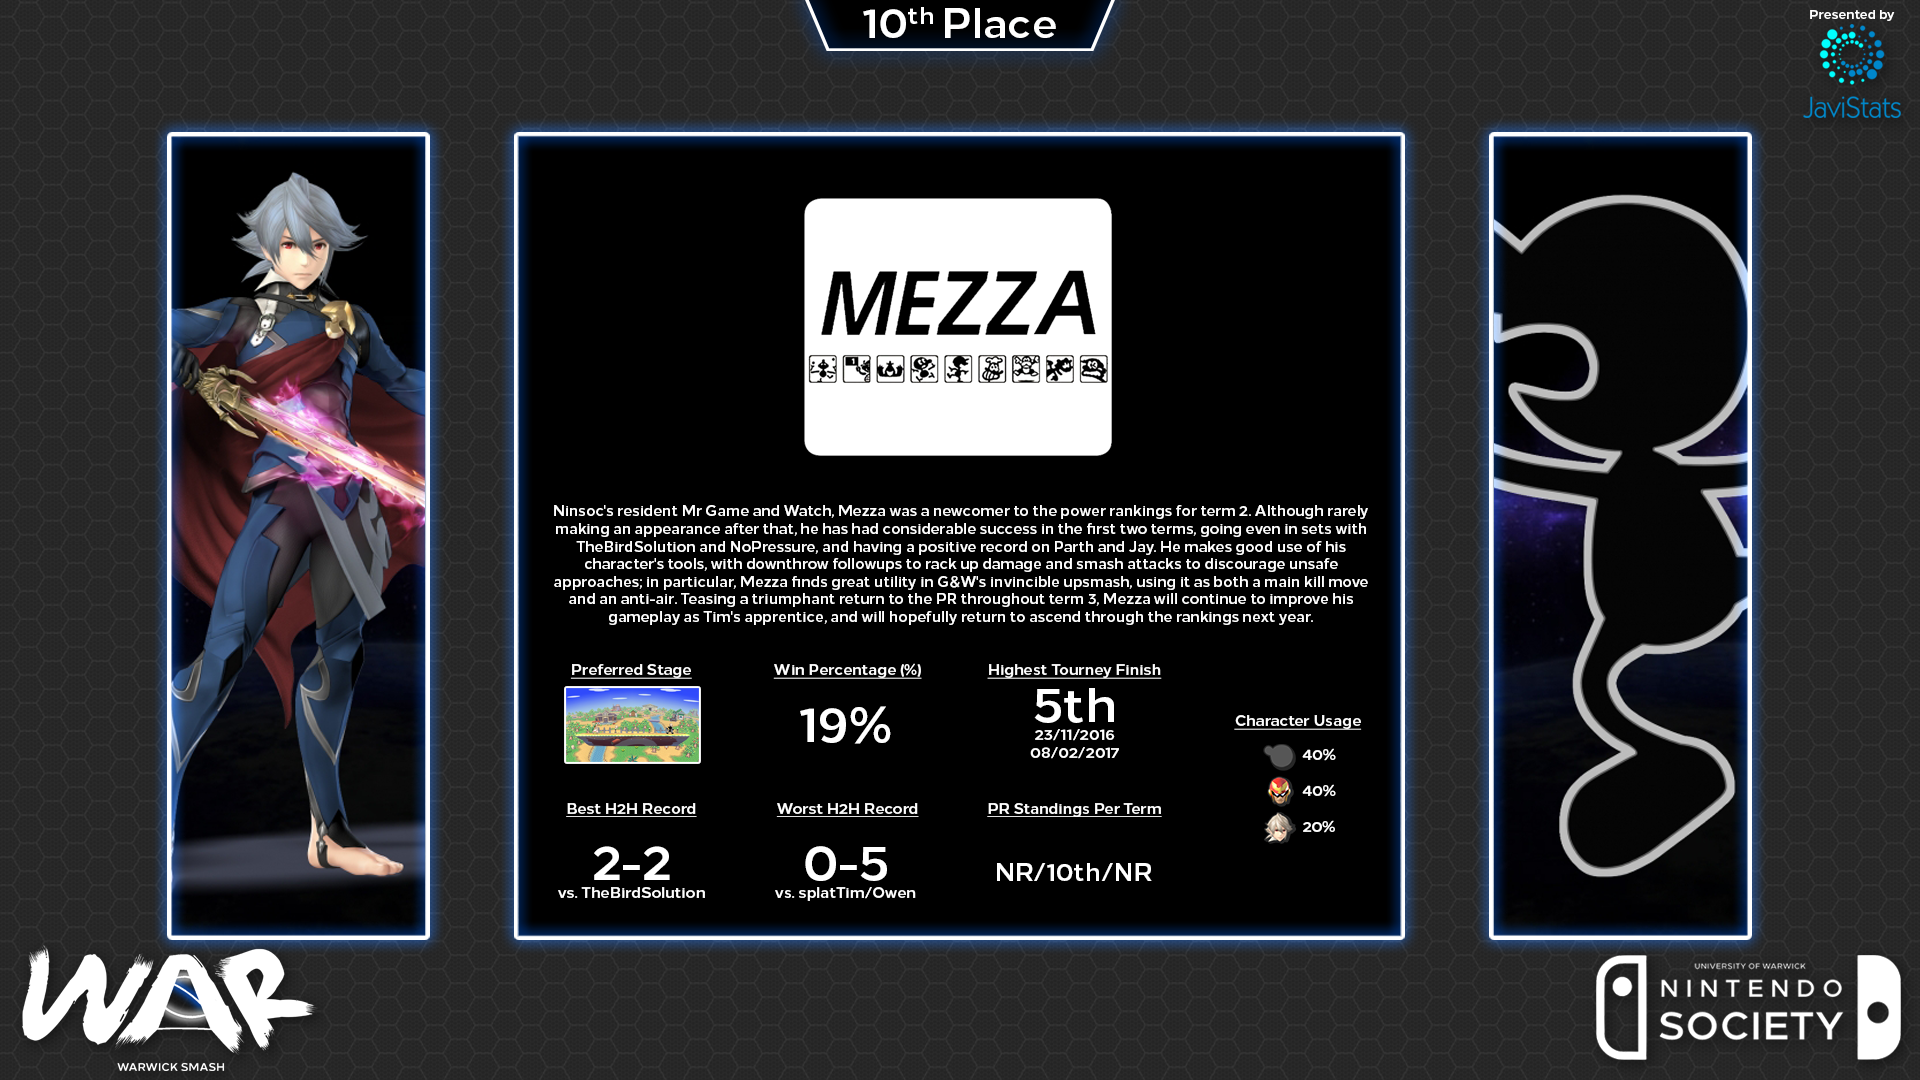 10th Place
Presented by
JaviStats
MEZZA
Ninsoc's resident Mr Game and Watch, Mezza was a newcomer to the power rankings for term 2. Although rarely
making an appearance after that, he has had considerable success in the first two terms, going even in sets with
TheBirdSolution and NoPressure, and having a positive record on Parth and Jay. He makes good use of his
character's tools, with downthrow followups to rack up damage and smash attacks to discourage unsafe
approaches; in particular, Mezza finds great utility in G&W's invincible upsmash, using it as both a main kill move
and an anti-air. Teasing a triumphant return to the PR throughout term 3, Mezza will continue to improve his
gameplay as Tim's apprentice, and will hopefully return to ascend through the rankings next year.
Preferred Stage
Win Percentage (%)
19%
Highest Tourney Finish
5th
23/11/2016
08/02/2017
Character Usage
40%
40%
20%
Best H2H Record
2-2
vs. TheBirdSolution
Worst H2H Record
0-5
vs. splatTim/Owen
PR Standings Per Term
NR/10th/NR
WAR
WARWICK SMASH
UNIVERSITY OF WARWICK
NINTENDO
SOCIETY